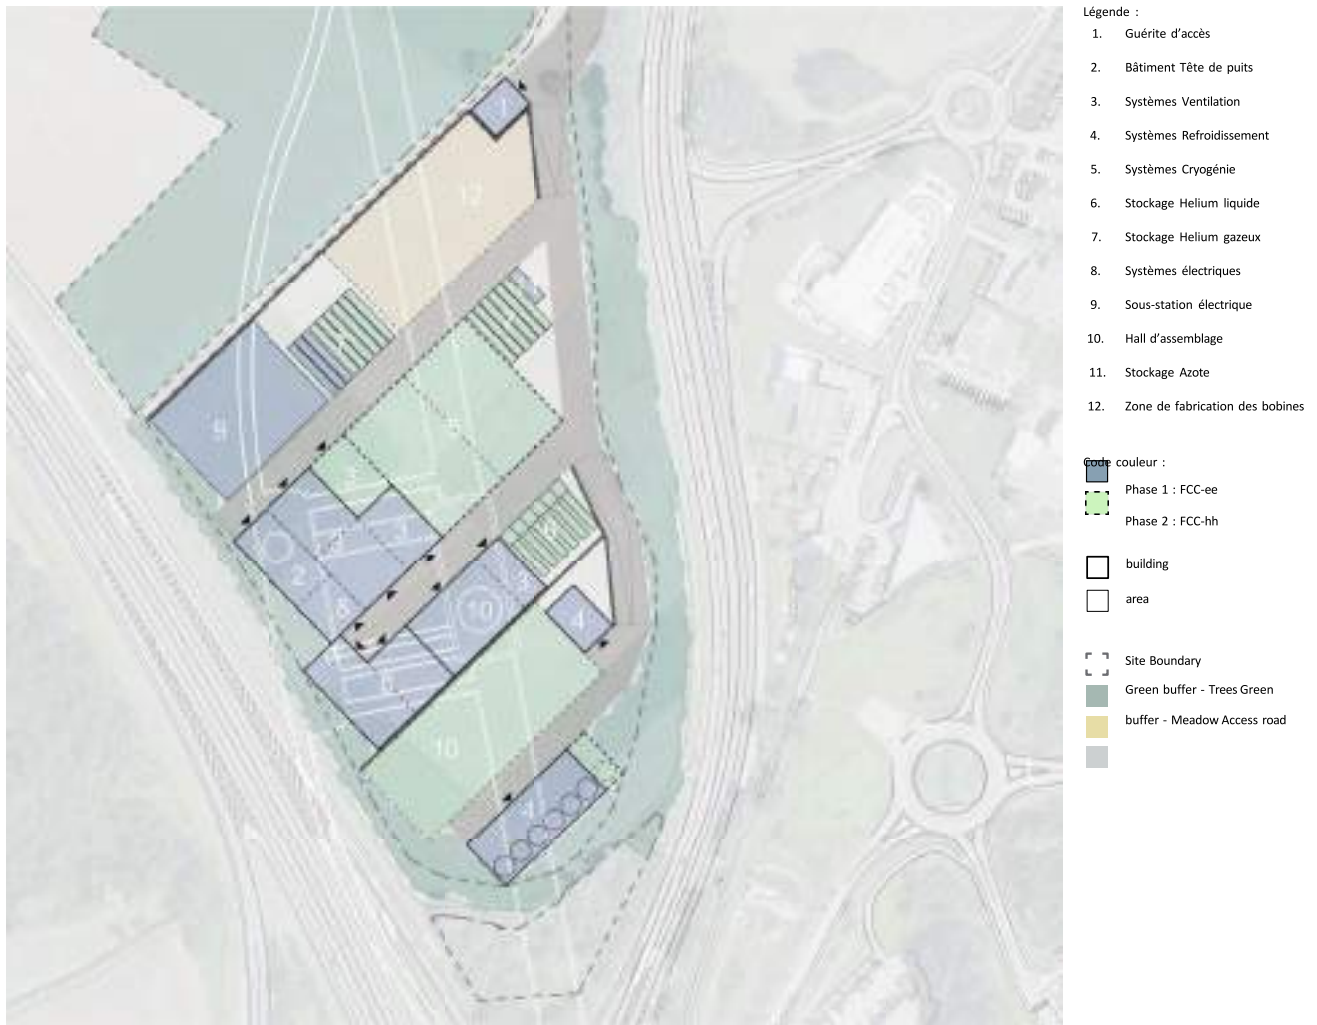 Légende :
1. Guérite d'accès
2. Bâtiment Tête de puits
3. Systèmes Ventilation
4. Systèmes Refroidissement
5. Systèmes Cryogénie
6. Stockage Helium liquide
7. Stockage Helium gazeux
8. Systèmes électriques
9. Sous-station électrique
10. Hall d'assemblage
11. Stockage Azote
12. Zone de fabrication des bobines
Code couleur :
Phase 1 : FCC-ee
Phase 2 : FCC-hh
building
area
Site Boundary
Green buffer - Trees Green
buffer - Meadow Access road
12
9
2
8
10
4
10